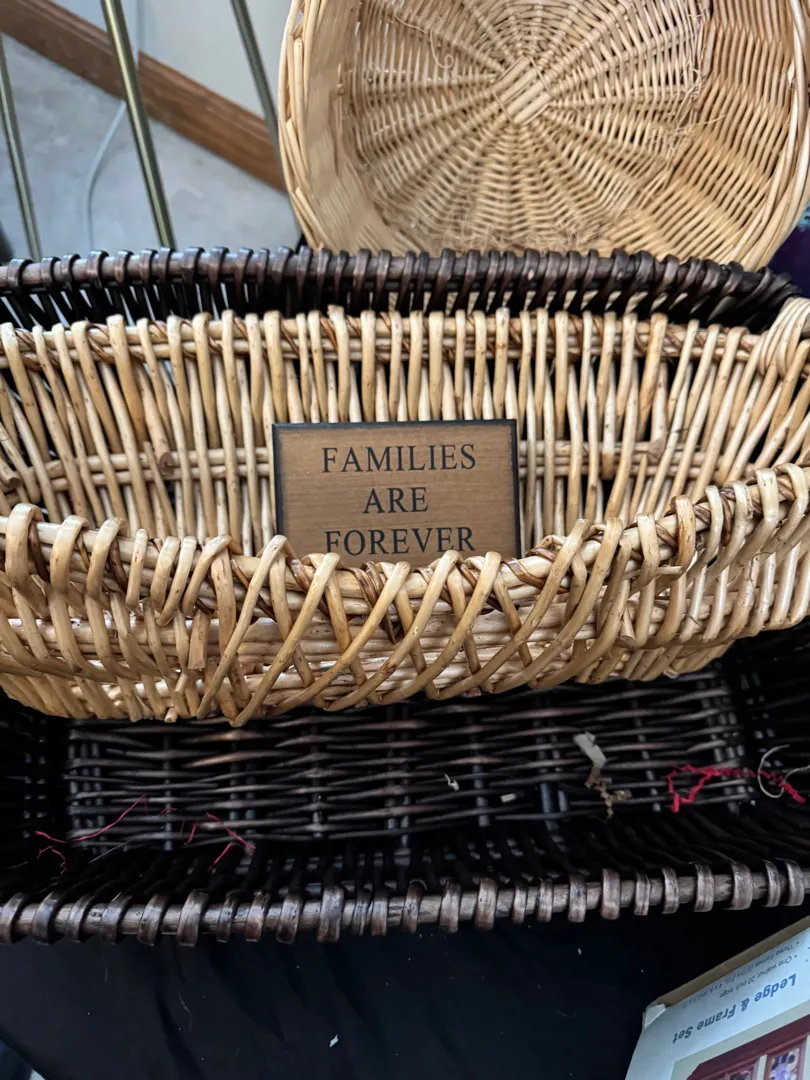 FAMILIES
ARE
FOREVER
Ledge & Frame Set